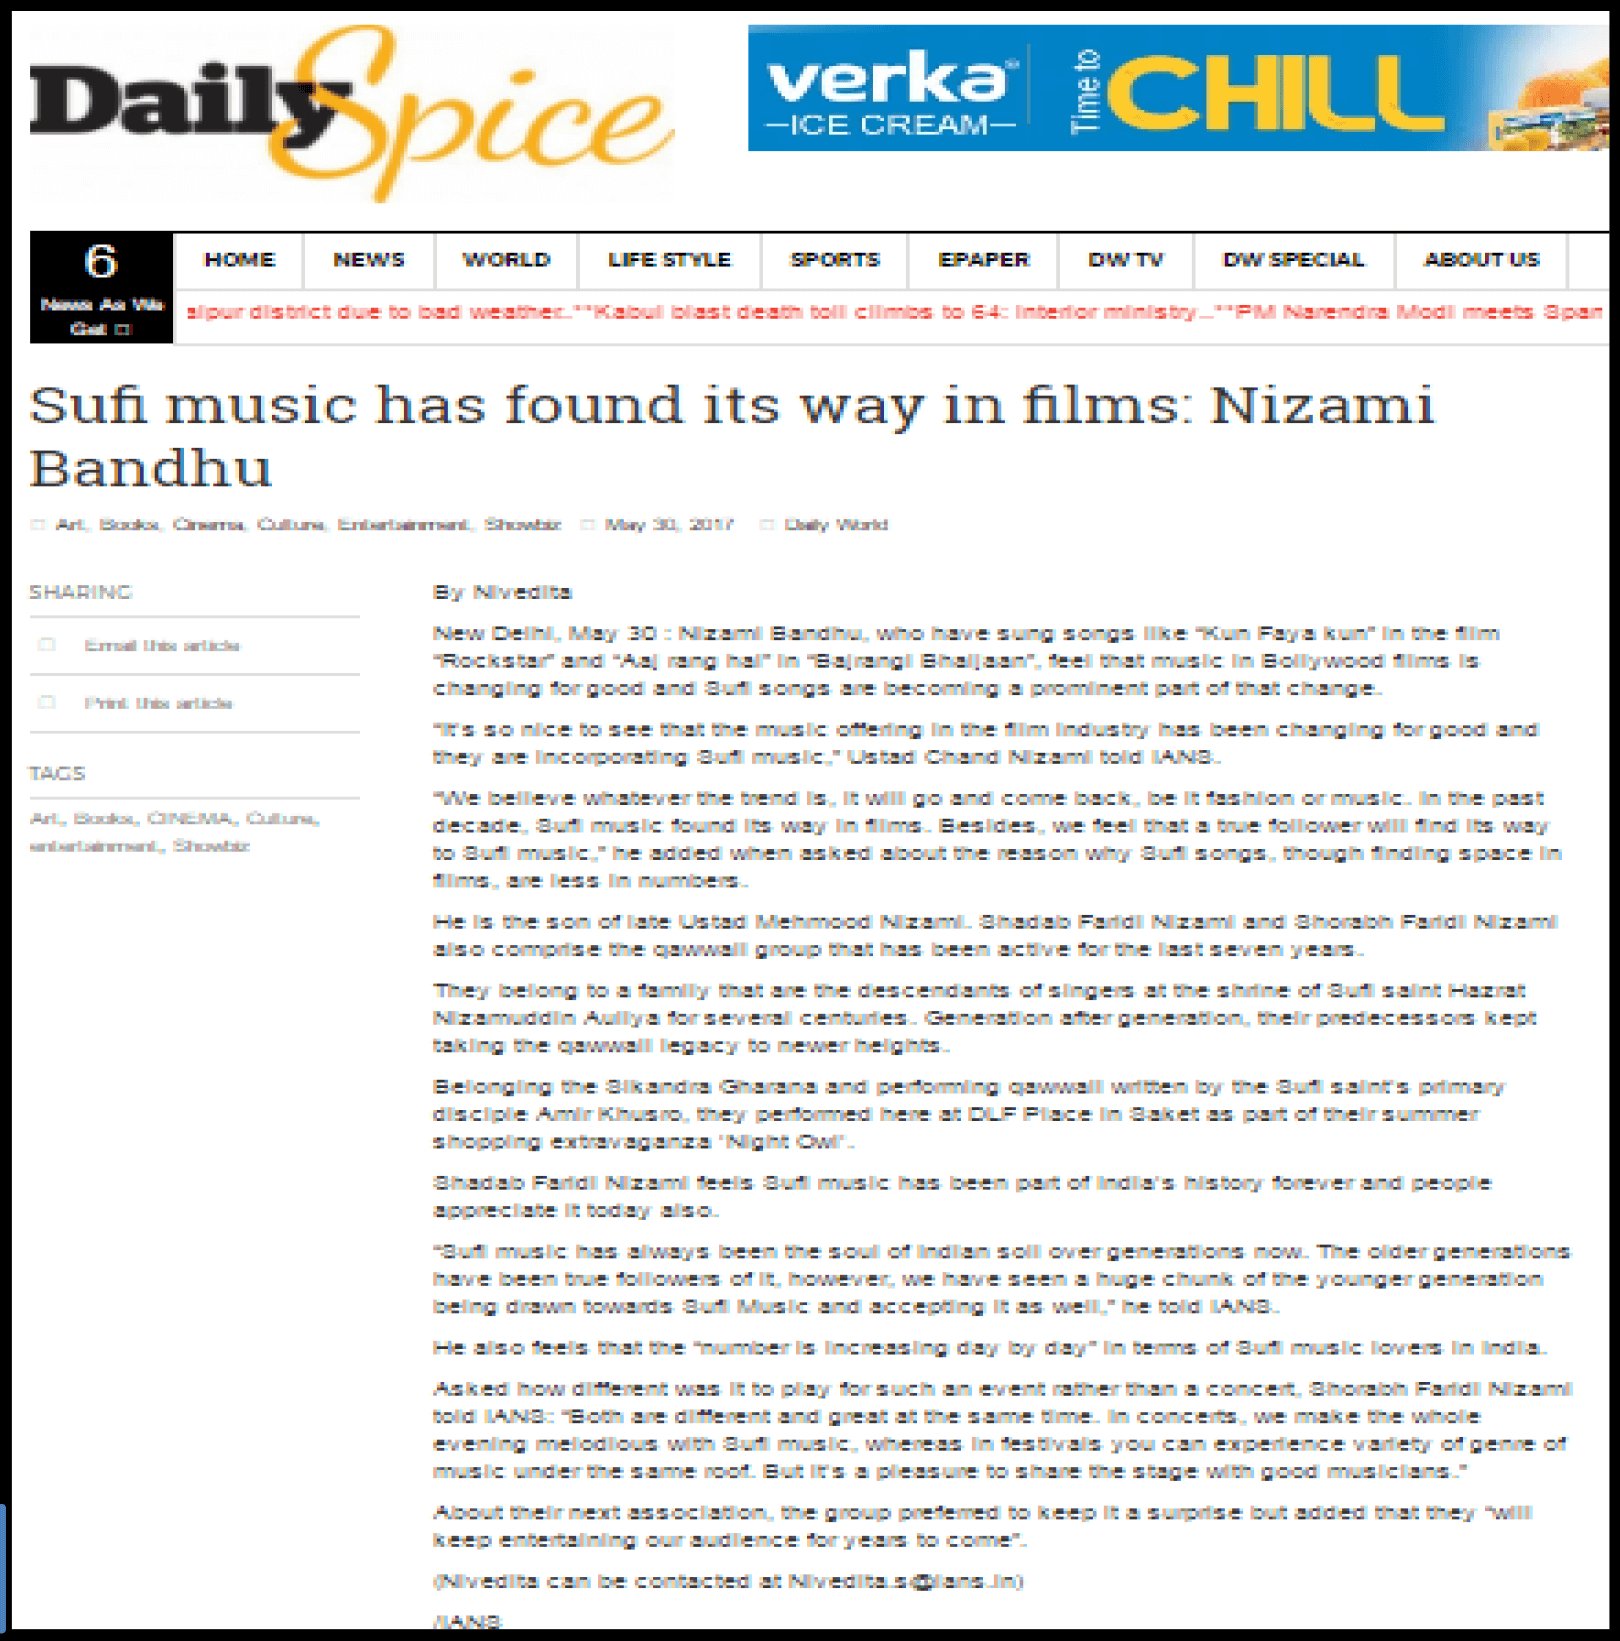 Daily Spice
verka
—ICE CREAM—
Time to
CHILL
6
News As We
Get
HOME NEWS WORLD LIFE STYLE SPORTS EPAPER DW TV DW SPECIAL ABOUT US
aipur district due to bad weather..**Kabul blast death toll climbs to 64: Interior ministry...**PM Narendra Modi meets Span
Sufi music has found its way in films: Nizami
Bandhu
Art, Books, Cinema, Culture, Entertainment, Showbiz May 30, 2017 Daily World
SHARING
Email this article
Print this article
TAGS
Art, Books, CINEMA, Culture,
entertainment, Showbiz
By Nivedita
New Delhi, May 30 : Nizami Bandhu, who have sung songs like “Kun Faya kun” in the film
“Rockstar” and “Aaj rang hai” in “Bajrangi Bhaijaan”, feel that music in Bollywood films is
changing for good and Sufi songs are becoming a prominent part of that change.
“It's so nice to see that the music offering in the film industry has been changing for good and
they are incorporating Sufi music,” Ustad Chand Nizami told IANS.
“We believe whatever the trend is, it will go and come back, be it fashion or music. In the past
decade, Sufi music found its way in films. Besides, we feel that a true follower will find its way
to Sufi music,” he added when asked about the reason why Sufi songs, though finding space in
films, are less in numbers.
He is the son of late Ustad Mehmood Nizami. Shadab Faridi Nizami and Shorabh Faridi Nizami
also comprise the qawwali group that has been active for the last seven years.
They belong to a family that are the descendants of singers at the shrine of Sufi saint Hazrat
Nizamuddin Auliya for several centuries. Generation after generation, their predecessors kept
taking the qawwali legacy to newer heights.
Belonging the Sikandra Gharana and performing qawwali written by the Sufi saint's primary
disciple Amir Khusro, they performed here at DLF Place in Saket as part of their summer
shopping extravaganza 'Night Owl'.
Shadab Faridi Nizami feels Sufi music has been part of India's history forever and people
appreciate it today also.
“Sufi music has always been the soul of Indian soil over generations now. The older generations
have been true followers of it, however, we have seen a huge chunk of the younger generation
being drawn towards Sufi Music and accepting it as well,” he told IANS.
He also feels that the “number is increasing day by day” in terms of Sufi music lovers in India.
Asked how different was it to play for such an event rather than a concert, Shorabh Faridi Nizami
told IANS: “Both are different and great at the same time. In concerts, we make the whole
evening melodious with Sufi music, whereas in festivals you can experience variety of genre of
music under the same roof. But it's a pleasure to share the stage with good musicians.”
About their next association, the group preferred to keep it a surprise but added that they “will
keep entertaining our audience for years to come”.
(Nivedita can be contacted at Nivedita.s@ians.in)
/IANS